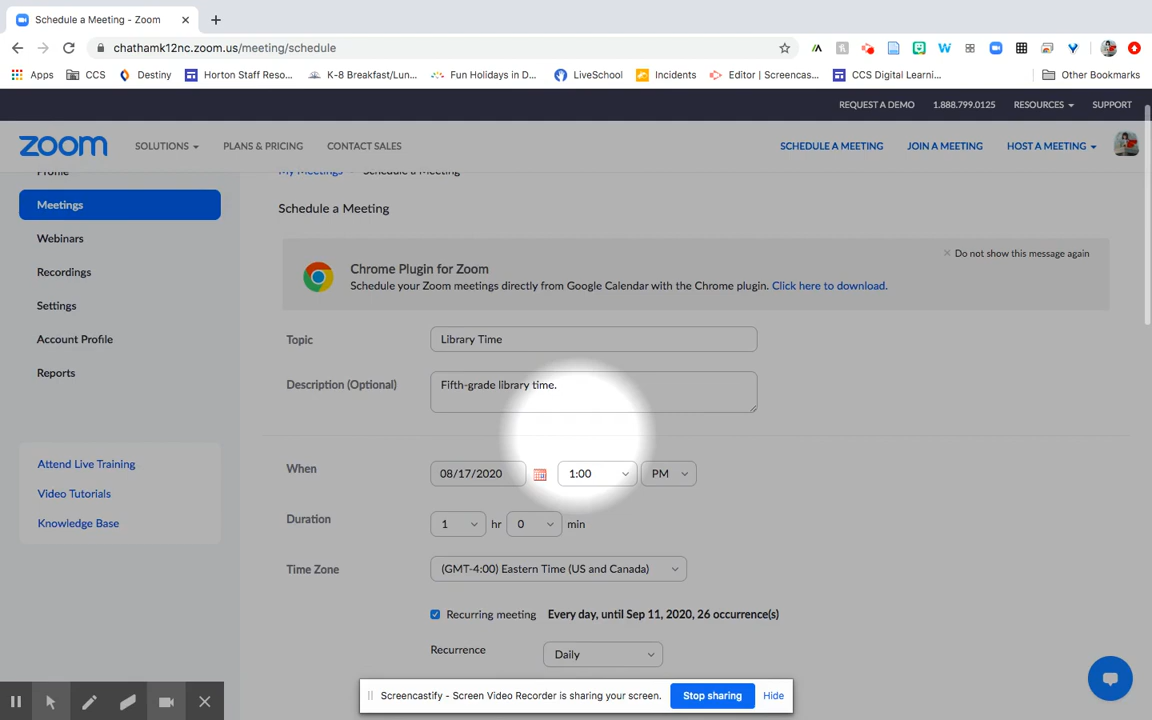 Schedule a Meeting - Zoom
chathamk12nc.zoom.us/meeting/schedule
Apps CCS Destiny Horton Staff Reso... K-8 Breakfast/Lun... Fun Holidays in D... LiveSchool Incidents Editor | Screencas... CCS Digital Learni... Other Bookmarks
REQUEST A DEMO 1.888.799.0125 RESOURCES SUPPORT
zoom SOLUTIONS PLANS & PRICING CONTACT SALES SCHEDULE A MEETING JOIN A MEETING HOST A MEETING
Profile
My Meetings Schedule a Meeting
Meetings
Webinars
Recordings
Settings
Account Profile
Reports
Attend Live Training
Video Tutorials
Knowledge Base
Schedule a Meeting
Do not show this message again
Chrome Plugin for Zoom
Schedule your Zoom meetings directly from Google Calendar with the Chrome plugin. Click here to download.
Topic Library Time
Description (Optional) Fifth-grade library time.
When 08/17/2020 1:00 PM
Duration 1 hr 0 min
Time Zone (GMT-4:00) Eastern Time (US and Canada)
Recurring meeting Every day, until Sep 11, 2020, 26 occurrence(s)
Recurrence Daily
Screencastify - Screen Video Recorder is sharing your screen. Stop sharing Hide